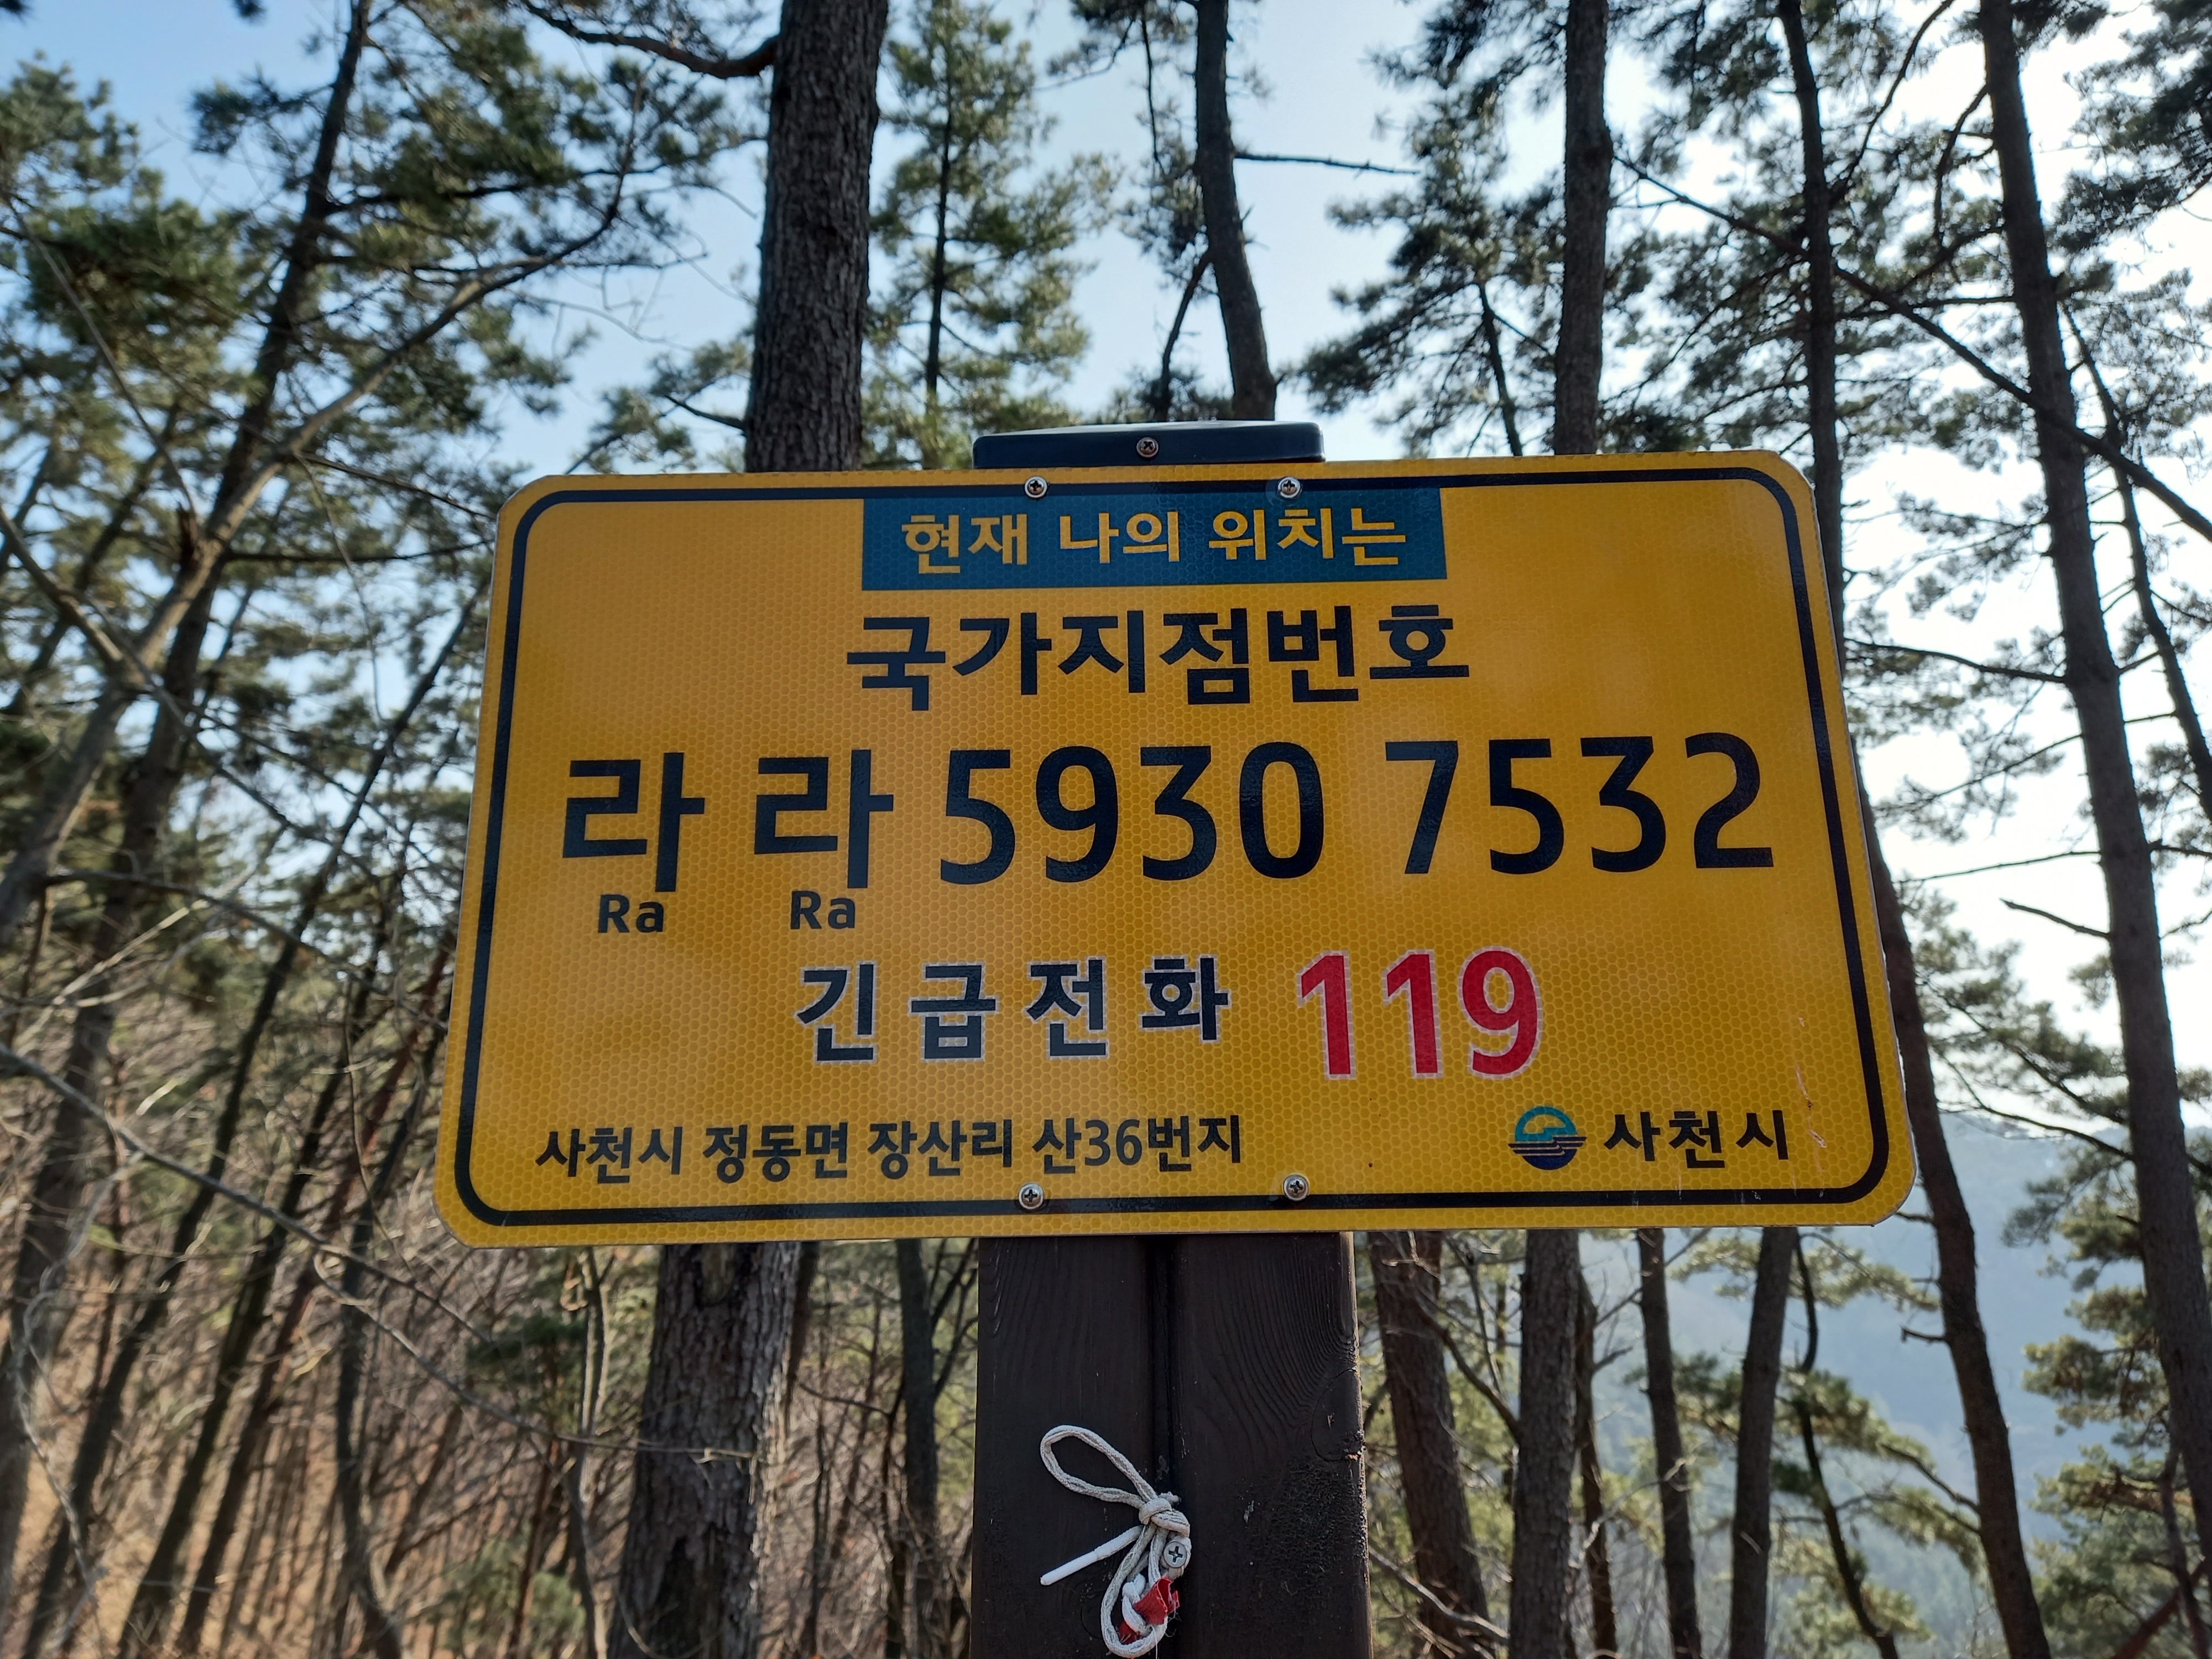 현재 나의 위치는
국가지점번호
라 라 5930 7532
Ra Ra
긴급전화 119
사천시 정동면 장산리 산36번지
사천시